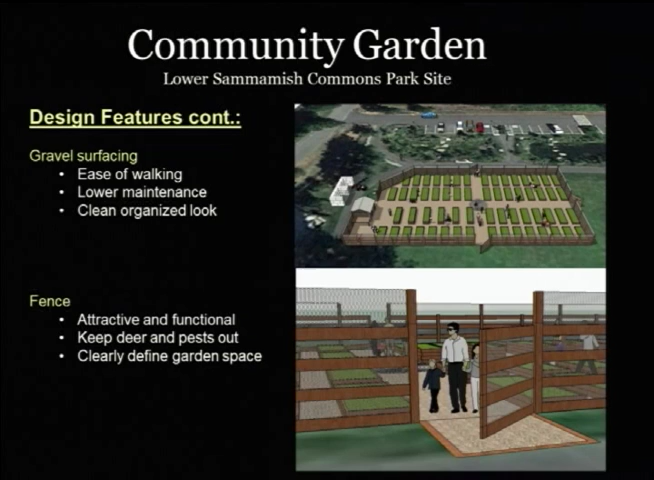 Community Garden
Lower Sammamish Commons Park Site
Design Features cont.:
Gravel surfacing
• Ease of walking
• Lower maintenance
• Clean organized look
Fence
• Attractive and functional
• Keep deer and pests out
• Clearly define garden space